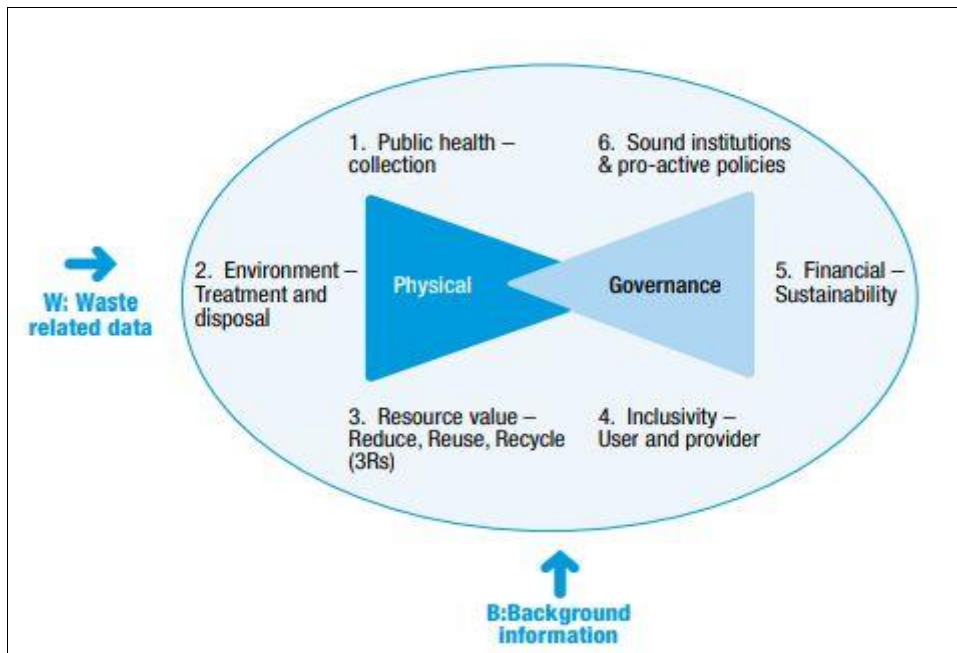 1. Public health –
collection
6. Sound institutions
& pro-active policies
W: Waste
related data
2. Environment –
Treatment and
disposal
Physical
Governance
5. Financial –
Sustainability
3. Resource value –
Reduce, Reuse, Recycle
(3Rs)
4. Inclusivity –
User and provider
B:Background
information